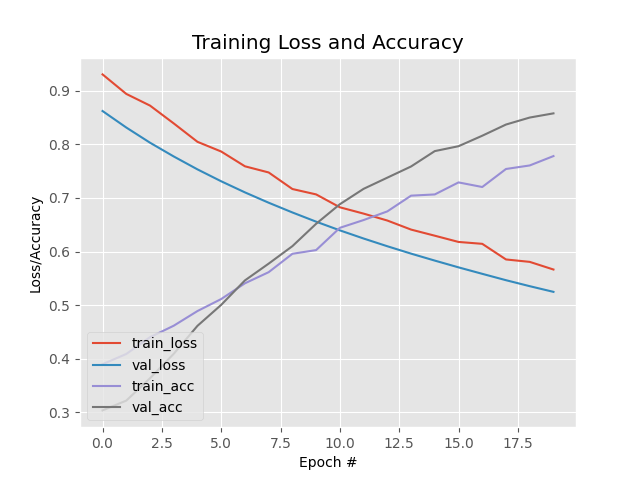 Training Loss and Accuracy
Loss/Accuracy
0.9
0.8
0.7
0.6
0.5
0.4
0.3
train_loss
val_loss
train_acc
val_acc
0.0 2.5 5.0 7.5 10.0 12.5 15.0 17.5
Epoch #